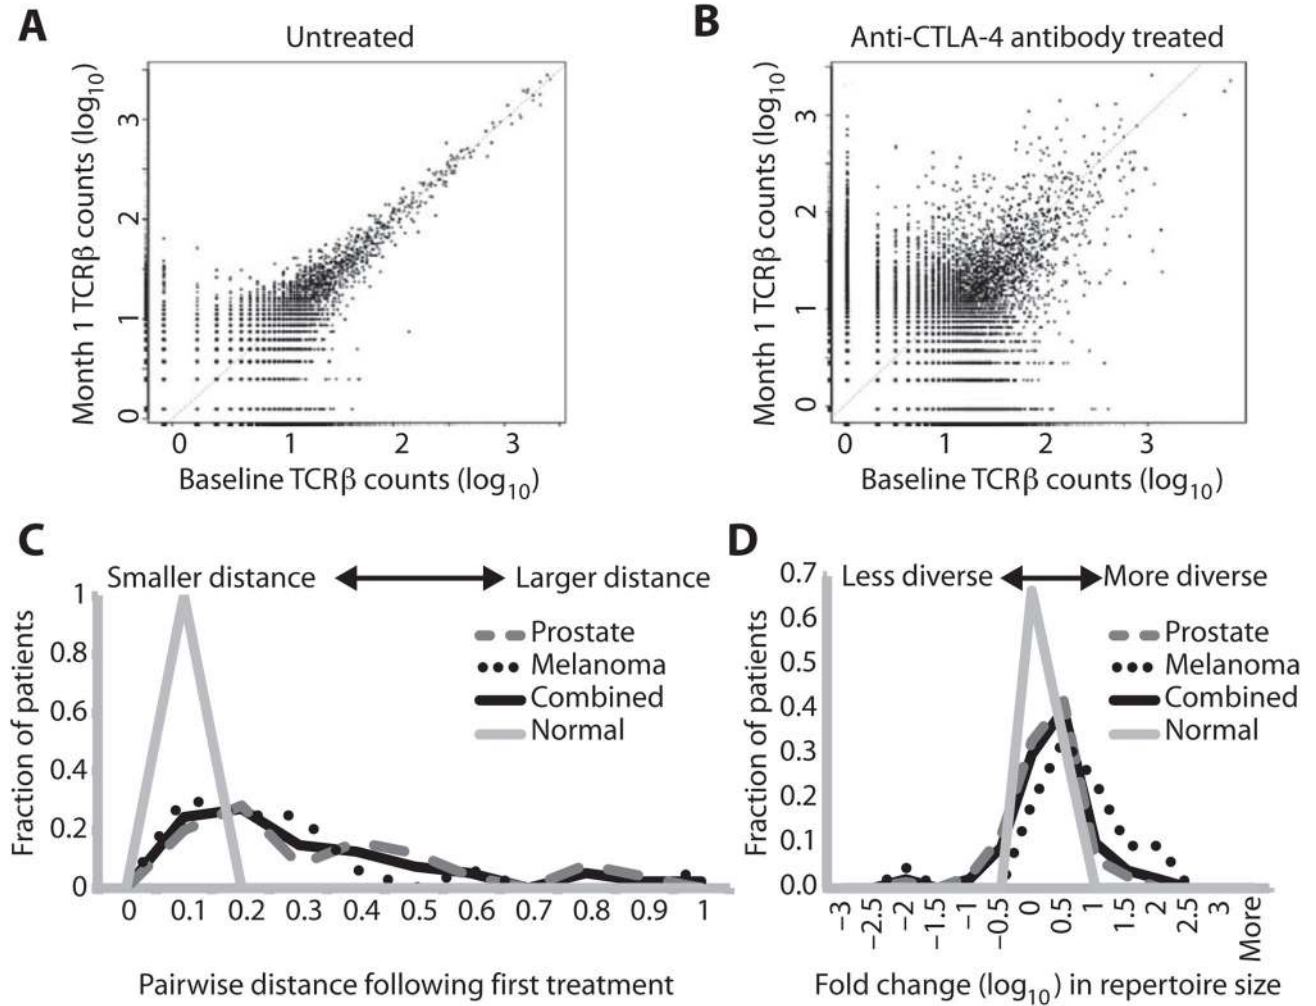 A
Untreated
Month 1 TCRβ counts (log10)
3
2
1
0
0 1 2 3
Baseline TCRβ counts (log10)
B
Anti-CTLA-4 antibody treated
Month 1 TCRβ counts (log10)
3
2
1
0
0 1 2 3
Baseline TCRβ counts (log10)
C
Smaller distance Larger distance
Fraction of patients
1
0.8
0.6
0.4
0.2
0
Prostate
Melanoma
Combined
Normal
0 0.1 0.2 0.3 0.4 0.5 0.6 0.7 0.8 0.9 1
Pairwise distance following first treatment
D
Less diverse More diverse
Fraction of patients
0.7
0.6
0.5
0.4
0.3
0.2
0.1
0.0
Prostate
Melanoma
Combined
Normal
−3 −2.5 −2 −1.5 −1 −0.5 0 0.5 1 1.5 2 2.5 3 More
Fold change (log10) in repertoire size